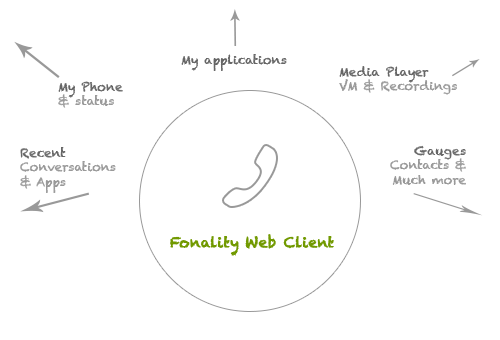 My applications
My Phone
& status
Media Player
VM & Recordings
Recent
Conversations
& Apps
Gauges
Contacts &
Much more
Fonality Web Client